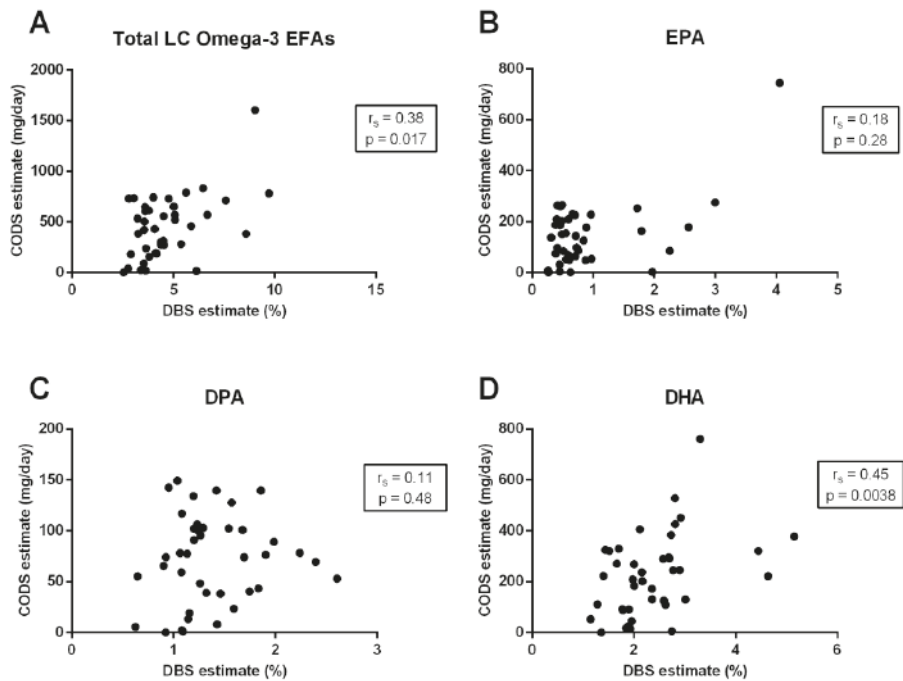 A
Total LC Omega-3 EFAs
CODS estimate (mg/day)
2000
1500
1000
500
0
0 5 10 15
DBS estimate (%)
rs = 0.38
p = 0.017
B
EPA
CODS estimate (mg/day)
800
600
400
200
0
0 1 2 3 4 5
DBS estimate (%)
rs = 0.18
p = 0.28
C
DPA
CODS estimate (mg/day)
200
150
100
50
0
0 1 2 3
DBS estimate (%)
rs = 0.11
p = 0.48
D
DHA
CODS estimate (mg/day)
800
600
400
200
0
0 2 4 6
DBS estimate (%)
rs = 0.45
p = 0.0038